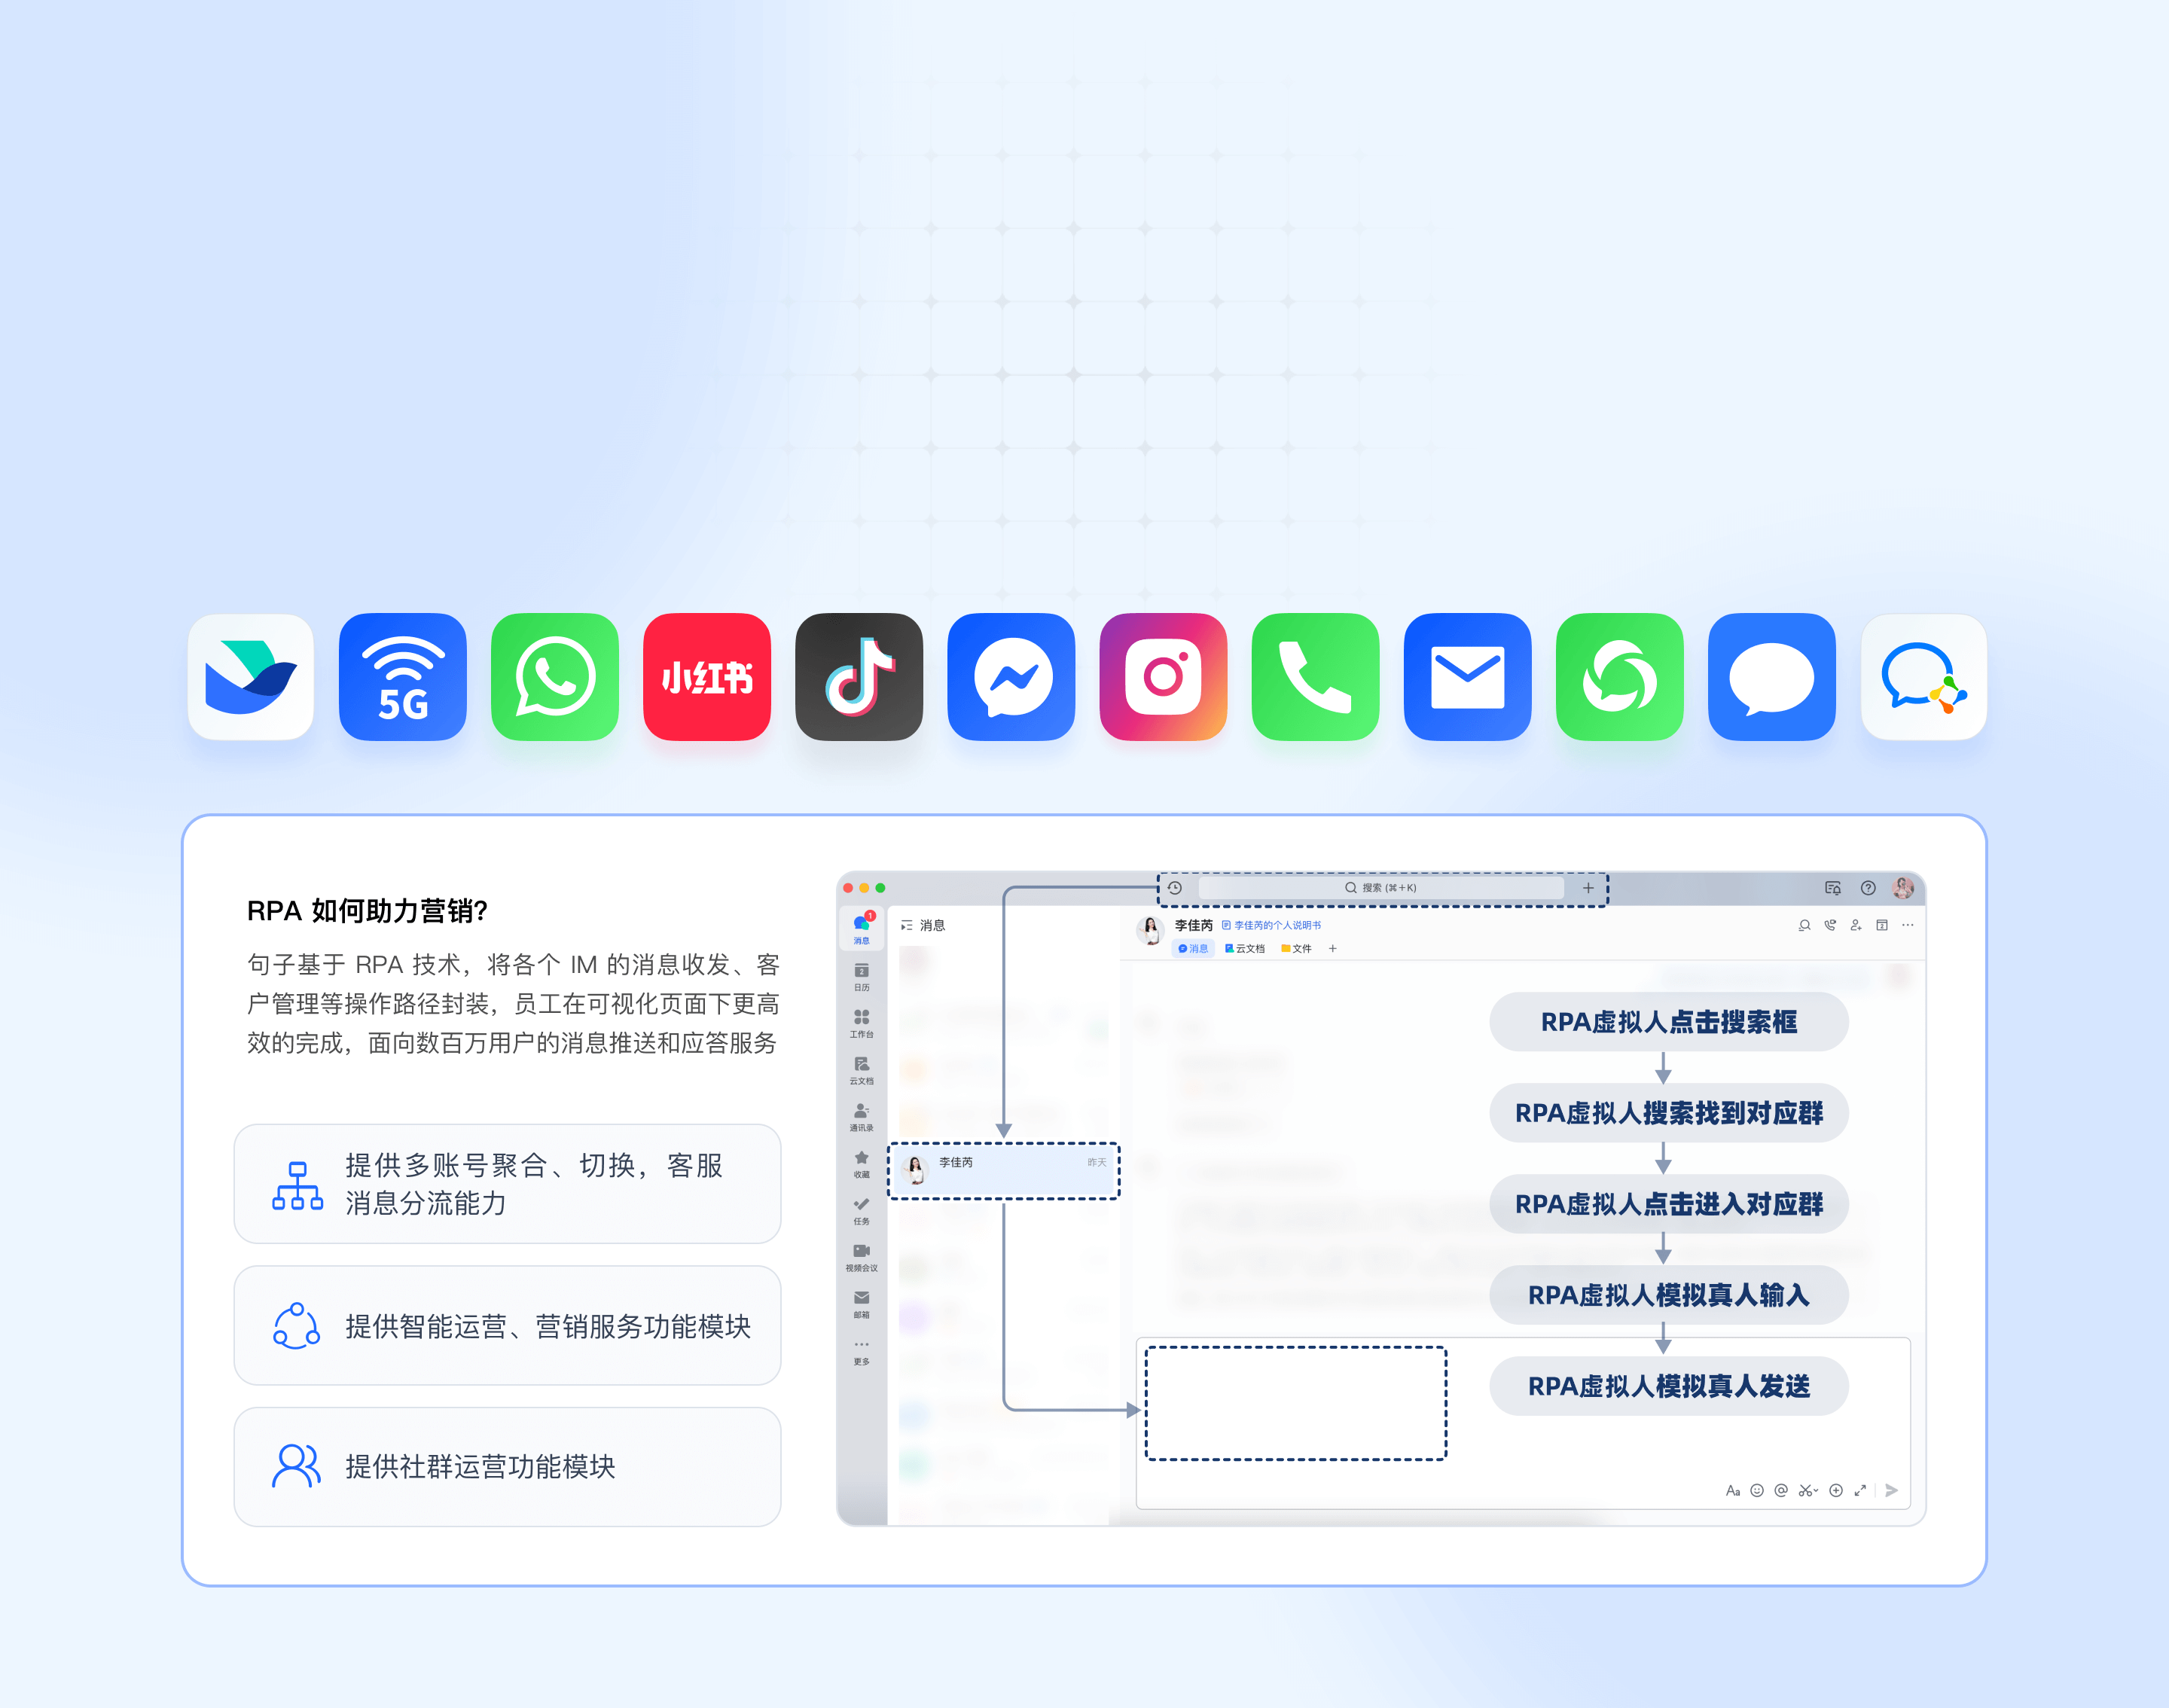 5G
小红书
RPA 如何助力营销?
句子基于 RPA 技术，将各个 IM 的消息收发、客
户管理等操作路径封装，员工在可视化页面下更高
效的完成，面向数百万用户的消息推送和应答服务
提供多账号聚合、切换，客服
消息分流能力
提供智能运营、营销服务功能模块
提供社群运营功能模块
搜索 (⌘＋K)
1
消息
2
日历
工作台
云文档
通讯录
收藏
任务
视频会议
邮箱
更多
消息
李佳芮
昨天
李佳芮
李佳芮的个人说明书
消息
云文档
文件
RPA虚拟人点击搜索框
RPA虚拟人搜索找到对应群
RPA虚拟人点击进入对应群
RPA虚拟人模拟真人输入
RPA虚拟人模拟真人发送
Aa